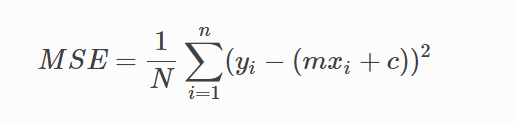 MSE = \frac{1}{N} \sum_{i=1}^{n} (y_i - (mx_i + c))^2